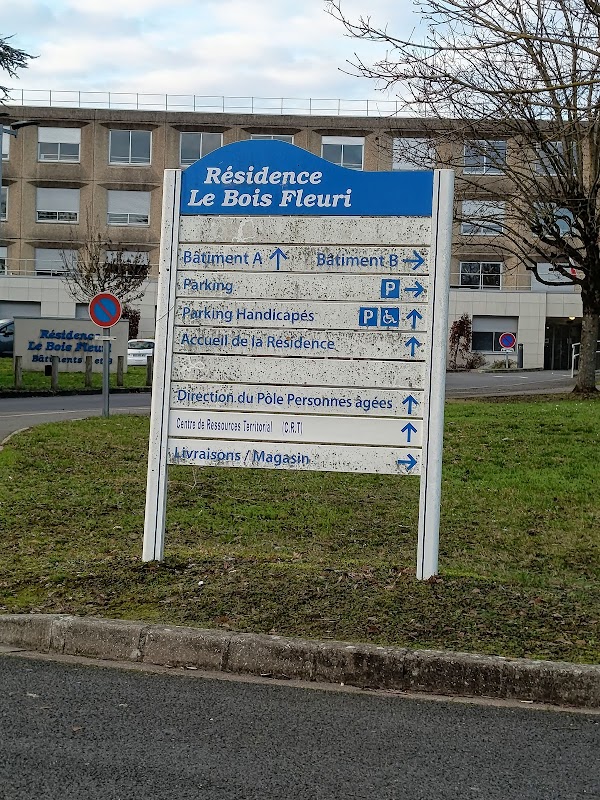 Résidence
Le Bois Fleuri
Bâtiment A ↑ Bâtiment B →
Parking P →
Parking Handicapés P ↑
Accueil de la Résidence ↑
Direction du Pôle Personnes âgées ↑
Centre de Ressources Territorial (C.R.T) ↑
Livraisons / Magasin →
Résidence
Le Bois Fleuri
Bâtiments